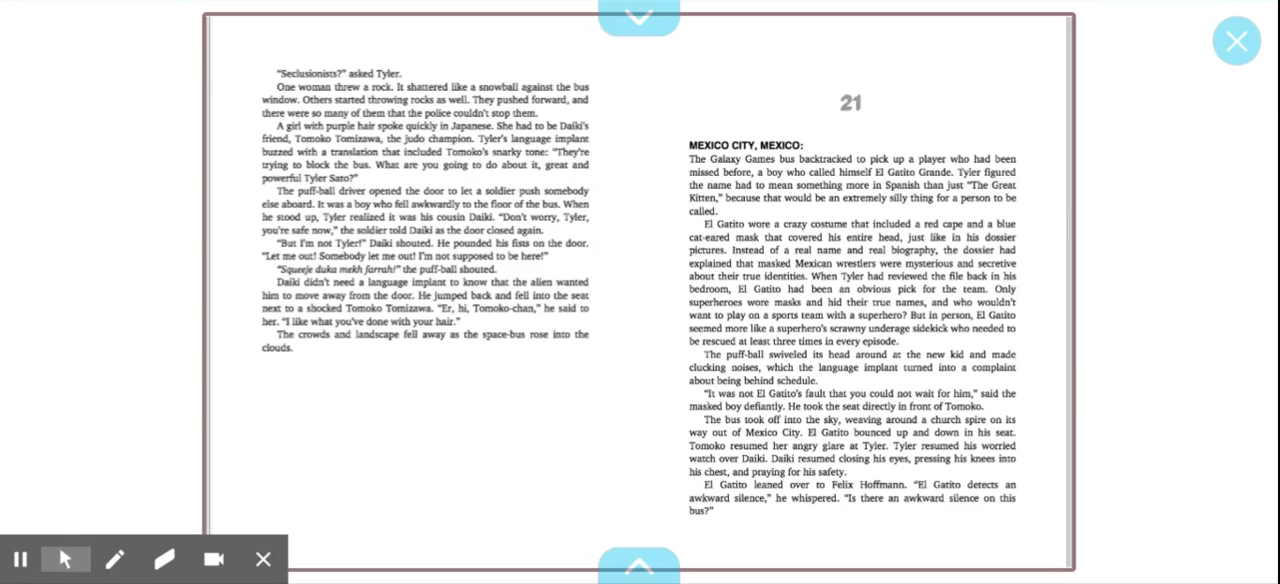 "Seclusionists?" asked Tyler.
One woman threw a rock. It shattered like a snowball against the bus
window. Others started throwing rocks as well. They pushed forward, and
there were so many of them that the police couldn't stop them.
A girl with purple hair spoke quickly in Japanese. She had to be Daiki's
friend, Tomoko Tomizawa, the judo champion. Tyler's language implant
buzzed with a translation that included Tomoko's snarky tone: "They're
trying to block the bus. What are you going to do about it, great and
powerful Tyler Sato?"
The puff-ball driver opened the door to let a soldier push somebody
else aboard. It was a boy who fell awkwardly to the floor of the bus. When
he stood up, Tyler realized it was his cousin Daiki. "Don't worry, Tyler,
you're safe now," the soldier told Daiki as the door closed again.
"But I'm not Tyler!" Daiki shouted. He pounded his fists on the door.
"Let me out! Somebody let me out! I'm not supposed to be here!"
"Squeeje duka mekh farrah!" the puff-ball shouted.
Daiki didn't need a language implant to know that the alien wanted
him to move away from the door. He jumped back and fell into the seat
next to a shocked Tomoko Tomizawa. "Er, hi, Tomoko-chan," he said to
her. "I like what you've done with your hair."
The crowds and landscape fell away as the space-bus rose into the
clouds.
21
MEXICO CITY, MEXICO:
The Galaxy Games bus backtracked to pick up a player who had been
missed before, a boy who called himself El Gatito Grande. Tyler figured
the name had to mean something more in Spanish than just "The Great
Kitten," because that would be an extremely silly thing for a person to be
called.
El Gatito wore a crazy costume that included a red cape and a blue
cat-eared mask that covered his entire head, just like in his dossier
pictures. Instead of a real name and real biography, the dossier had
explained that masked Mexican wrestlers were mysterious and secretive
about their true identities. When Tyler had reviewed the file back in his
bedroom, El Gatito had been an obvious pick for the team. Only
superheroes wore masks and hid their true names, and who wouldn't
want to play on a sports team with a superhero? But in person, El Gatito
seemed more like a superhero's scrawny underage sidekick who needed to
be rescued at least three times in every episode.
The puff-ball swiveled its head around at the new kid and made
clucking noises, which the language implant turned into a complaint
about being behind schedule.
"It was not El Gatito's fault that you could not wait for him," said the
masked boy defiantly. He took the seat directly in front of Tomoko.
The bus took off into the sky, weaving around a church spire on its
way out of Mexico City. El Gatito bounced up and down in his seat.
Tomoko resumed her angry glare at Tyler. Tyler resumed his worried
watch over Daiki. Daiki resumed closing his eyes, pressing his knees into
his chest, and praying for his safety.
El Gatito leaned over to Felix Hoffmann. "El Gatito detects an
awkward silence," he whispered. "Is there an awkward silence on this
bus?"